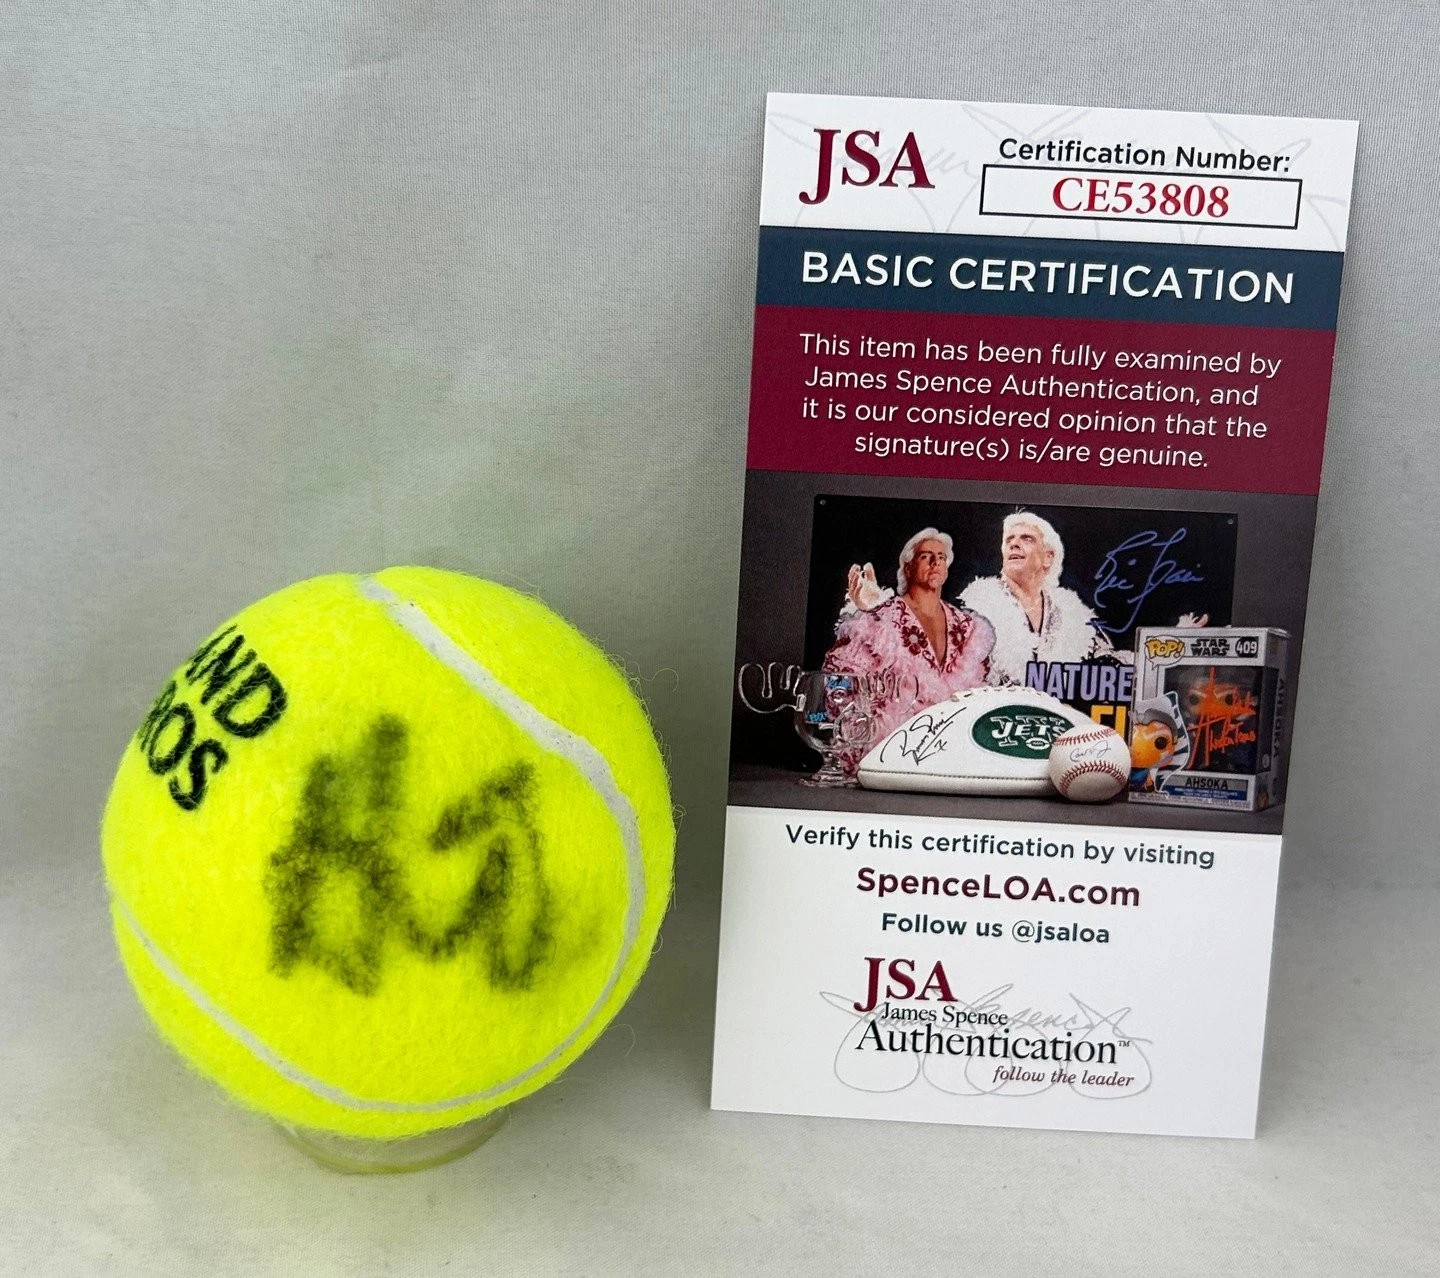 JSA
Certification Number:
CE53808
BASIC CERTIFICATION
This item has been fully examined by
James Spence Authentication, and
it is our considered opinion that the
signature(s) is/are genuine.
NATURE
JETS
POP!
STAR
WARS
409
AHSOKA
Verify this certification by visiting
SpenceLOA.com
Follow us @jsaloa
JSA
James Spence
Authentication™
follow the leader
AND
ROS